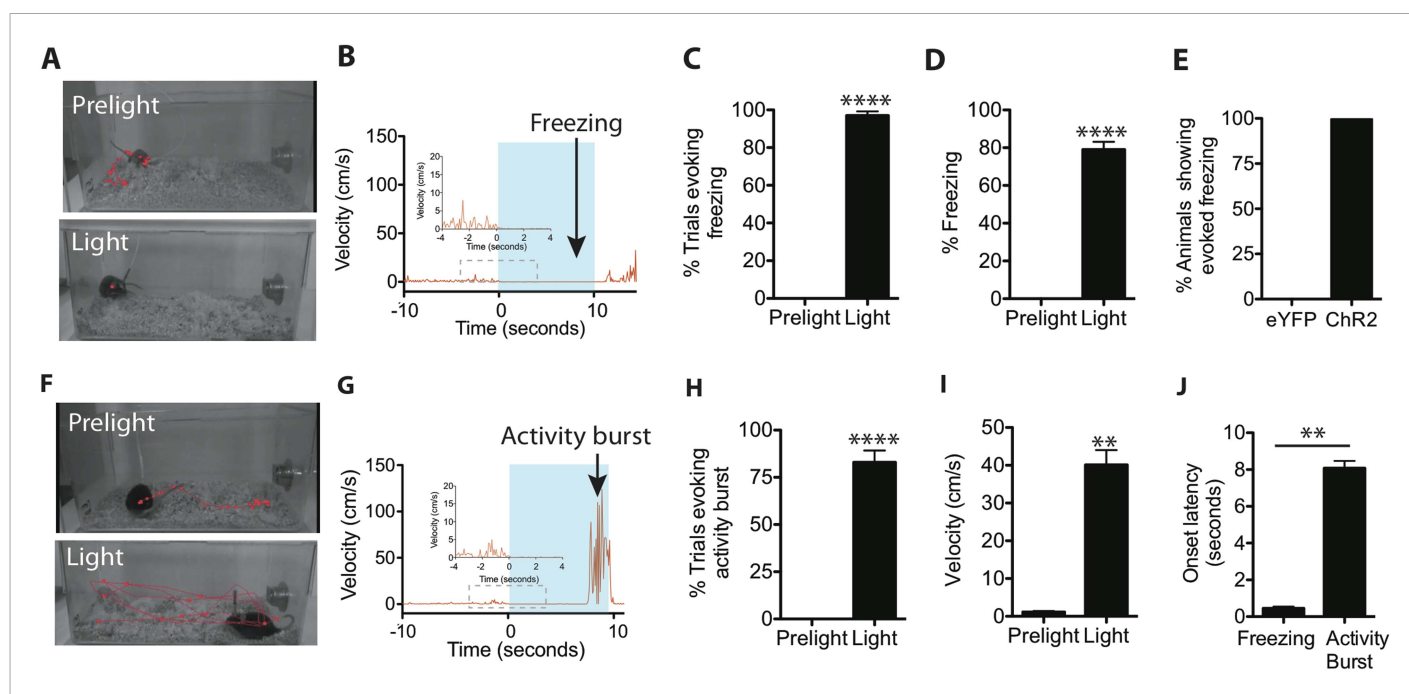 A
Prelight
Light
B
Freezing
150
100
50
0
Velocity (cm/s)
-10
0
10
Time (seconds)
20
15
10
5
0
Velocity (cm/s)
-4
-2
0
2
4
Time (seconds)
C
****
100
80
60
40
20
0
% Trials evoking
freezing
Prelight Light
D
****
100
80
60
40
20
0
% Freezing
Prelight Light
E
100
75
50
25
0
% Animals showing
evoked freezing
eYFP ChR2
F
Prelight
Light
G
Activity burst
150
100
50
0
Velocity (cm/s)
-10
0
10
Time (seconds)
20
15
10
5
0
Velocity (cm/s)
-4
-2
0
2
4
Time (seconds)
H
****
100
75
50
25
0
% Trials evoking
activity burst
Prelight Light
I
**
50
40
30
20
10
0
Velocity (cm/s)
Prelight Light
J
**
10
8
6
4
2
0
Onset latency
(seconds)
Freezing Activity
Burst